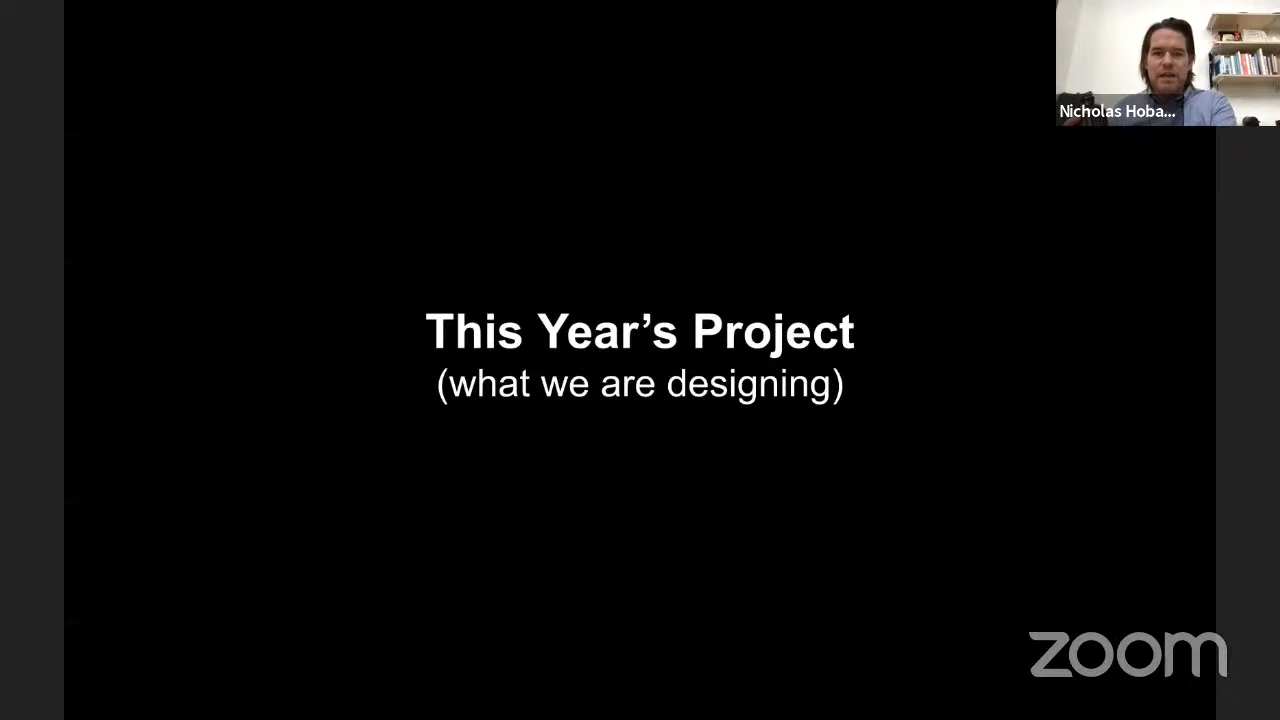 Nicholas Hoba...
This Year’s Project
(what we are designing)
zoom